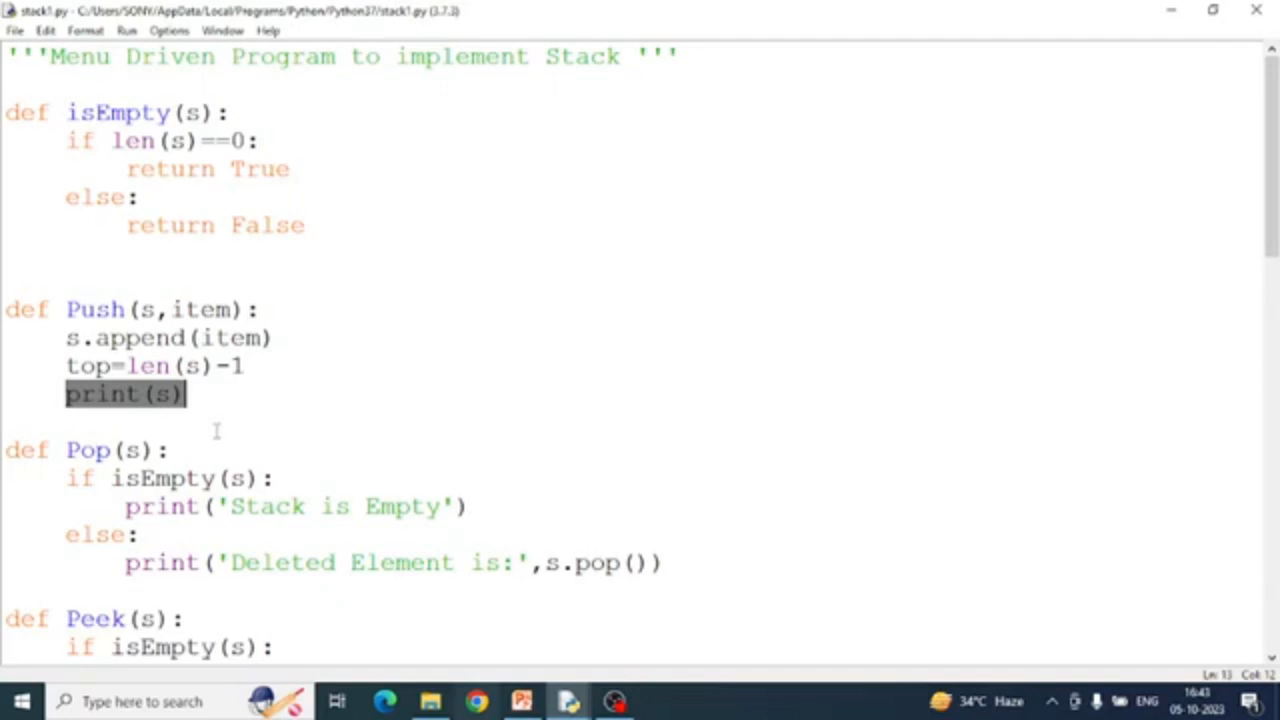 stack1.py - C:/Users/SONY/AppData/Local/Programs/Python/Python37/stack1.py (3.7.3)
File Edit Format Run Options Window Help
'''Menu Driven Program to implement Stack '''
def isEmpty(s):
    if len(s)==0:
        return True
    else:
        return False
def Push(s,item):
    s.append(item)
    top=len(s)-1
    print(s)
def Pop(s):
    if isEmpty(s):
        print('Stack is Empty')
    else:
        print('Deleted Element is:',s.pop())
def Peek(s):
    if isEmpty(s):
Ln: 13 Col: 12
Type here to search
34°C Haze
ENG
16:43
05-10-2023